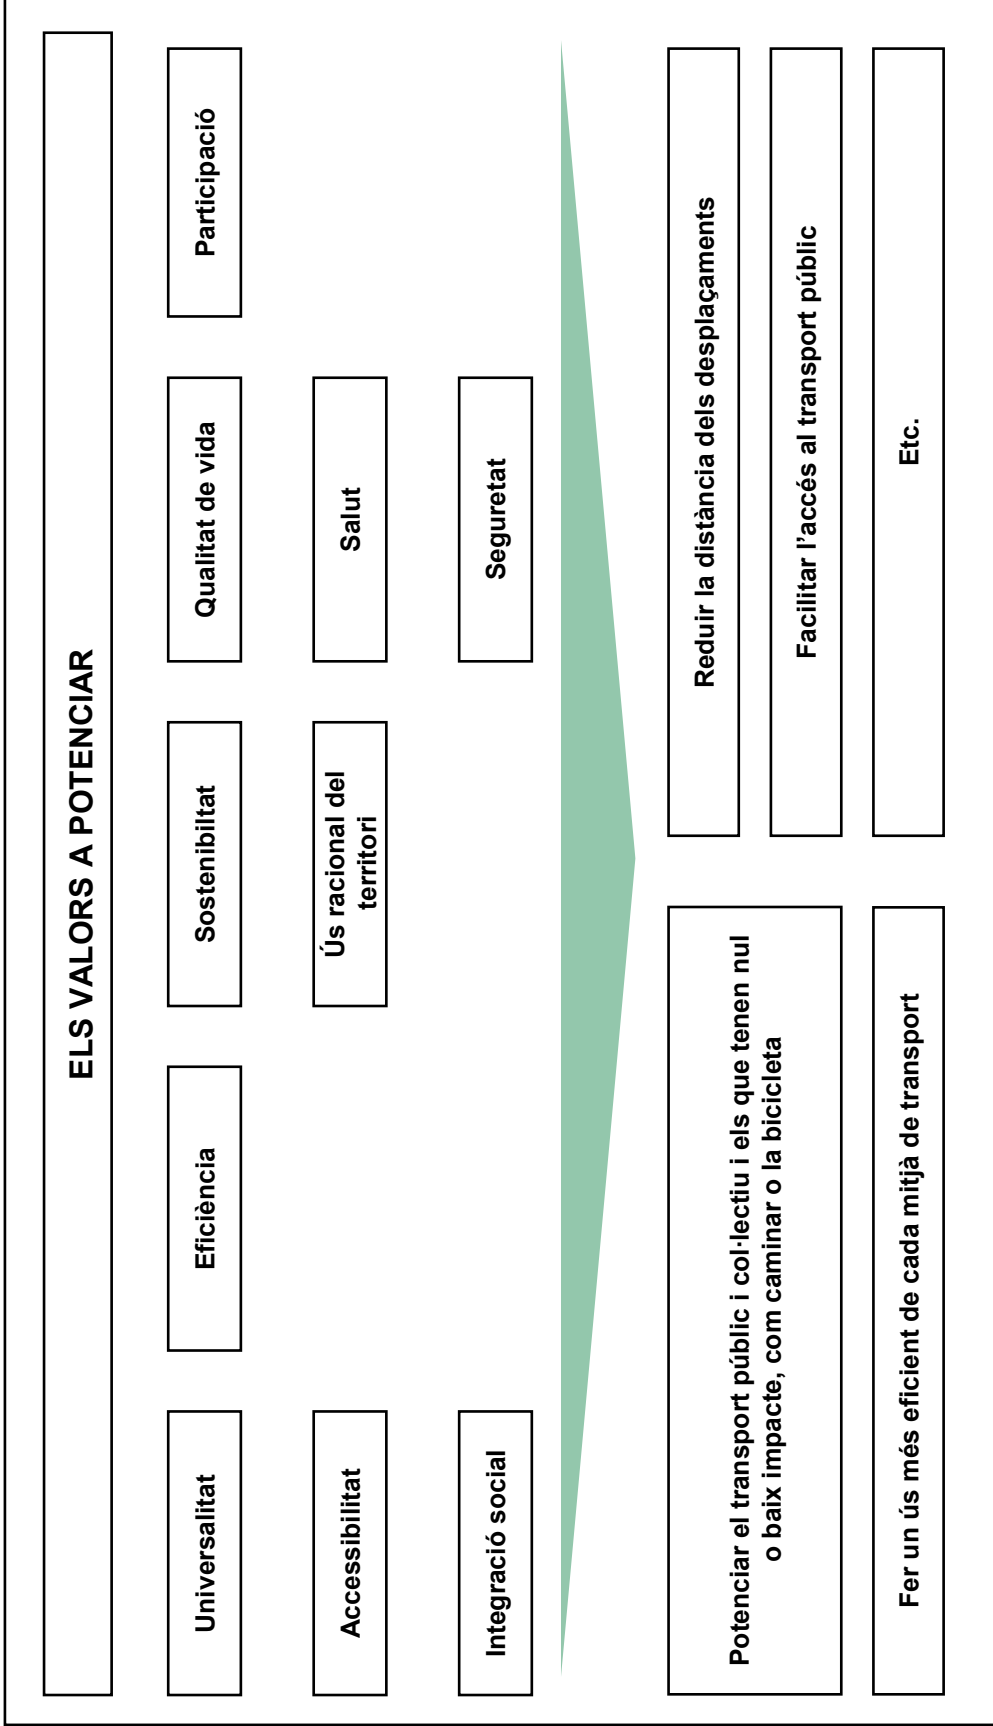 ELS VALORS A POTENCIAR
Universalitat
Eficiència
Sostenibiltat
Qualitat de vida
Participació
Accessibilitat
Ús racional del
territori
Salut
Integració social
Seguretat
Potenciar el transport públic i col·lectiu i els que tenen nul
o baix impacte, com caminar o la bicicleta
Reduir la distància dels desplaçaments
Facilitar l’accés al transport públic
Fer un ús més eficient de cada mitjà de transport
Etc.